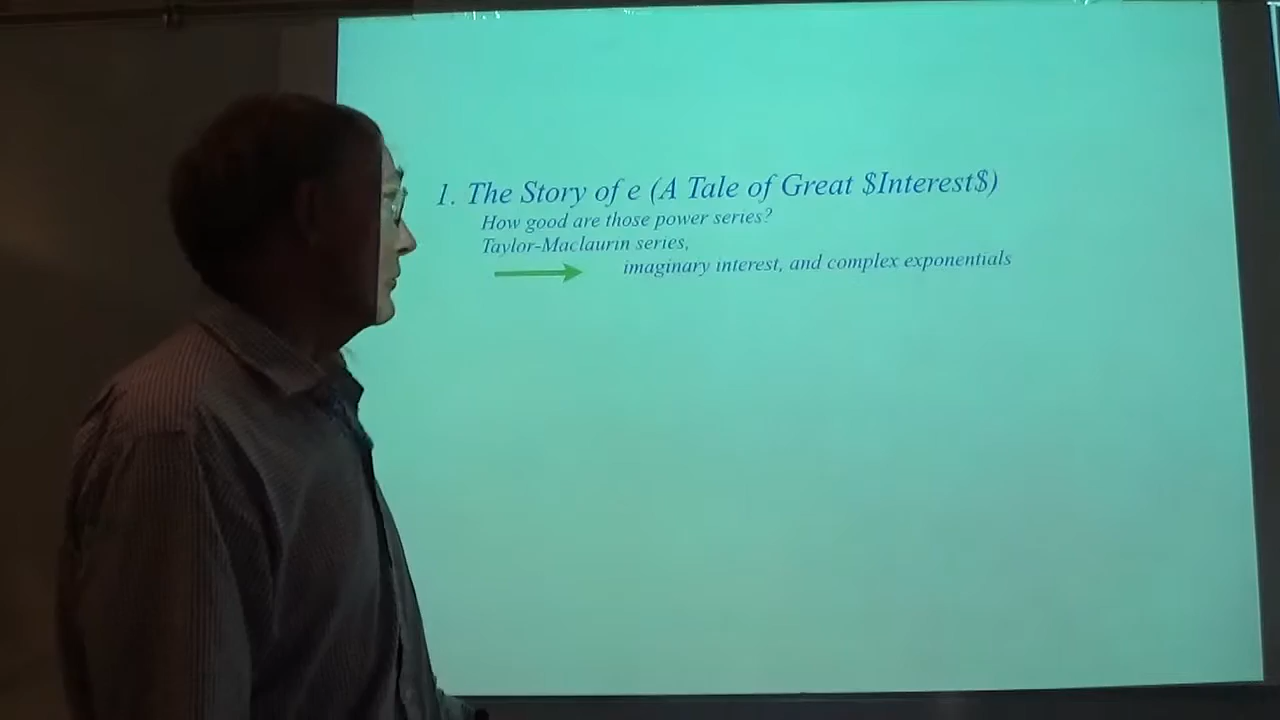 1. The Story of e (A Tale of Great $Interest$)
How good are those power series?
Taylor-Maclaurin series,
imaginary interest, and complex exponentials